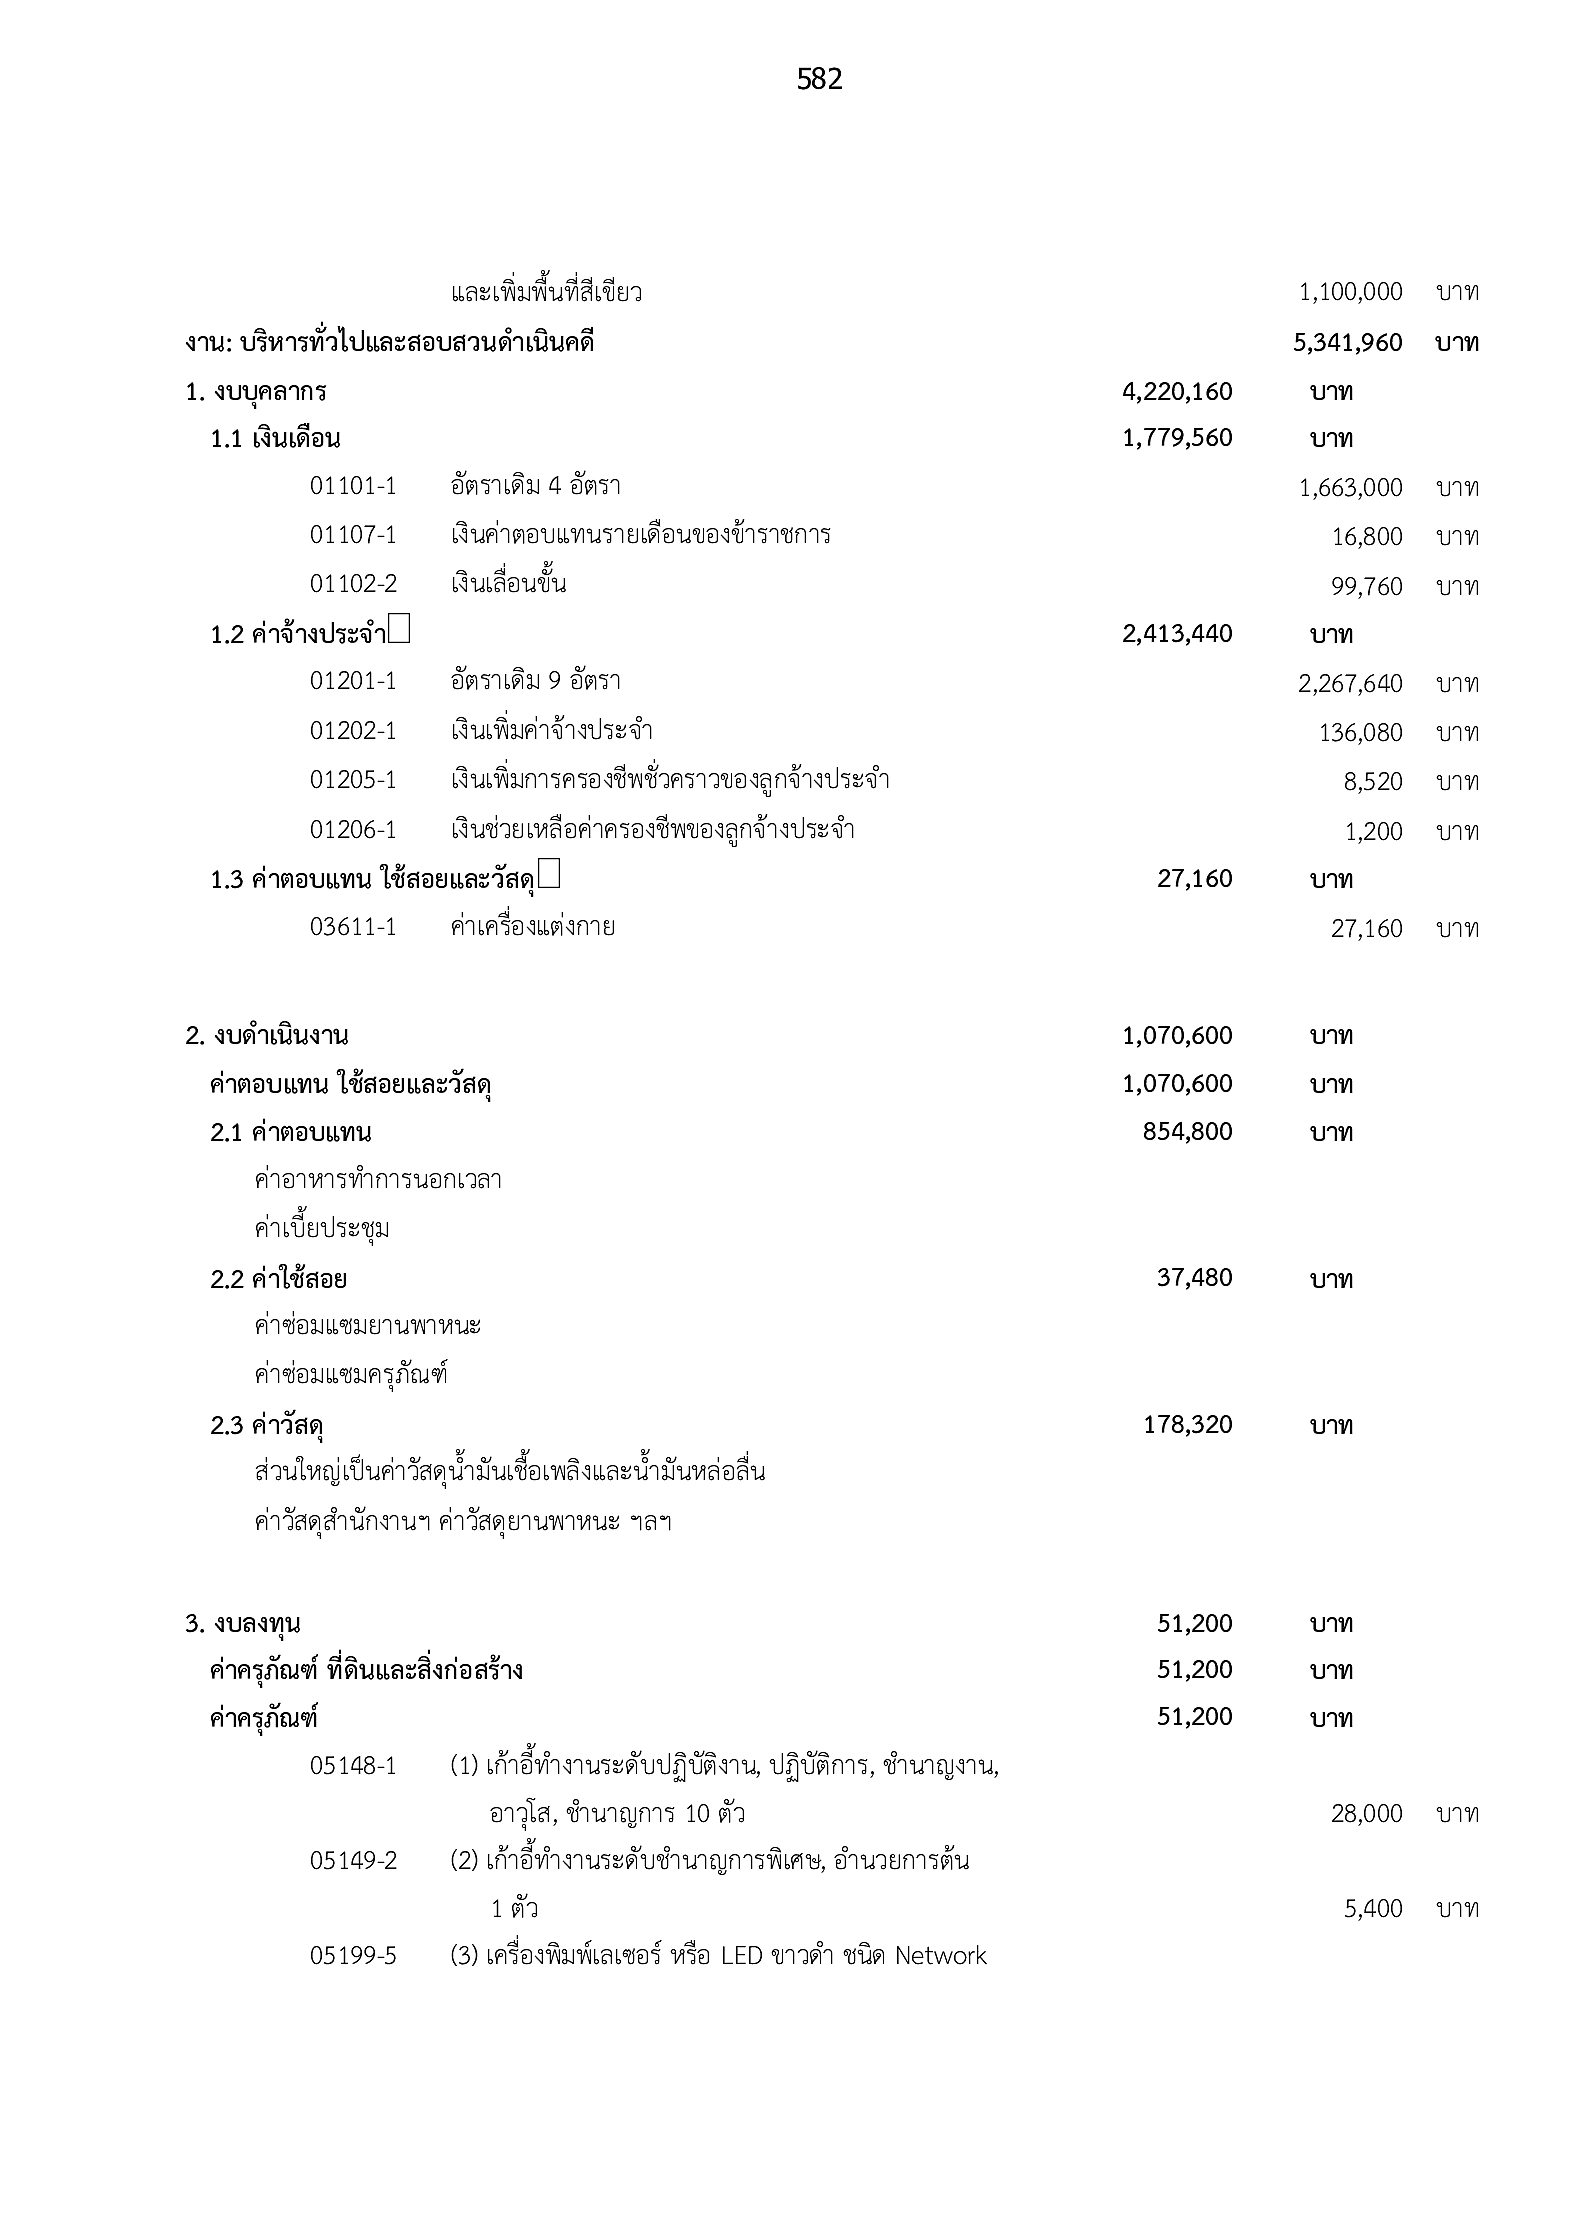 582
และเพิ่มพื้นที่สีเขียว 1,100,000 บาท
งาน: บริหารทั่วไปและสอบสวนดำเนินคดี 5,341,960 บาท
1. งบบุคลากร 4,220,160 บาท
1.1 เงินเดือน 1,779,560 บาท
01101-1 อัตราเดิม 4 อัตรา 1,663,000 บาท
01107-1 เงินค่าตอบแทนรายเดือนของข้าราชการ 16,800 บาท
01102-2 เงินเลื่อนขั้น 99,760 บาท
1.2 ค่าจ้างประจำ 2,413,440 บาท
01201-1 อัตราเดิม 9 อัตรา 2,267,640 บาท
01202-1 เงินเพิ่มค่าจ้างประจำ 136,080 บาท
01205-1 เงินเพิ่มการครองชีพชั่วคราวของลูกจ้างประจำ 8,520 บาท
01206-1 เงินช่วยเหลือค่าครองชีพของลูกจ้างประจำ 1,200 บาท
1.3 ค่าตอบแทน ใช้สอยและวัสดุ 27,160 บาท
03611-1 ค่าเครื่องแต่งกาย 27,160 บาท
2. งบดำเนินงาน 1,070,600 บาท
ค่าตอบแทน ใช้สอยและวัสดุ 1,070,600 บาท
2.1 ค่าตอบแทน 854,800 บาท
ค่าอาหารทำการนอกเวลา
ค่าเบี้ยประชุม
2.2 ค่าใช้สอย 37,480 บาท
ค่าซ่อมแซมยานพาหนะ
ค่าซ่อมแซมครุภัณฑ์
2.3 ค่าวัสดุ 178,320 บาท
ส่วนใหญ่เป็นค่าวัสดุน้ำมันเชื้อเพลิงและน้ำมันหล่อลื่น
ค่าวัสดุสำนักงานฯ ค่าวัสดุยานพาหนะ ฯลฯ
3. งบลงทุน 51,200 บาท
ค่าครุภัณฑ์ ที่ดินและสิ่งก่อสร้าง 51,200 บาท
ค่าครุภัณฑ์ 51,200 บาท
05148-1 (1) เก้าอี้ทำงานระดับปฏิบัติงาน, ปฏิบัติการ, ชำนาญงาน,
อาวุโส, ชำนาญการ 10 ตัว 28,000 บาท
05149-2 (2) เก้าอี้ทำงานระดับชำนาญการพิเศษ, อำนวยการต้น
1 ตัว 5,400 บาท
05199-5 (3) เครื่องพิมพ์เลเซอร์ หรือ LED ขาวดำ ชนิด Network